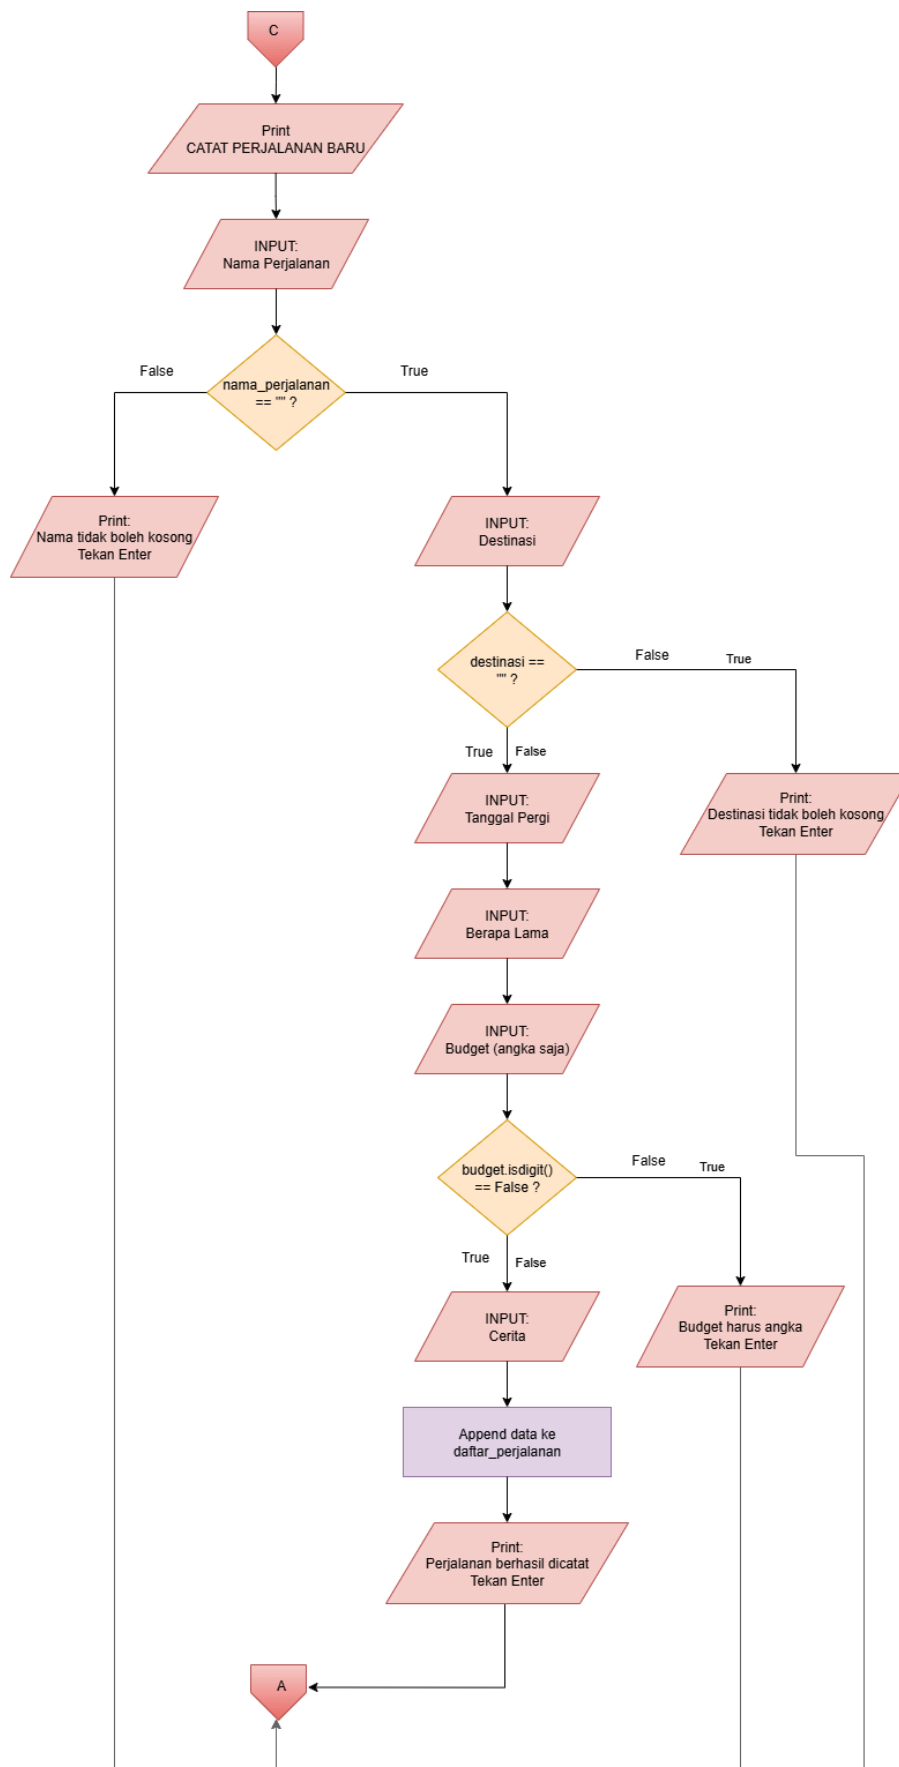 C
Print
CATAT PERJALANAN BARU
INPUT:
Nama Perjalanan
False
True
nama_perjalanan
== "" ?
Print:
Nama tidak boleh kosong
Tekan Enter
INPUT:
Destinasi
destinasi ==
"" ?
False
True
True
False
INPUT:
Tanggal Pergi
Print:
Destinasi tidak boleh kosong
Tekan Enter
INPUT:
Berapa Lama
INPUT:
Budget (angka saja)
budget.isdigit()
== False ?
False
True
True
False
INPUT:
Cerita
Print:
Budget harus angka
Tekan Enter
Append data ke
daftar_perjalanan
Print:
Perjalanan berhasil dicatat
Tekan Enter
A